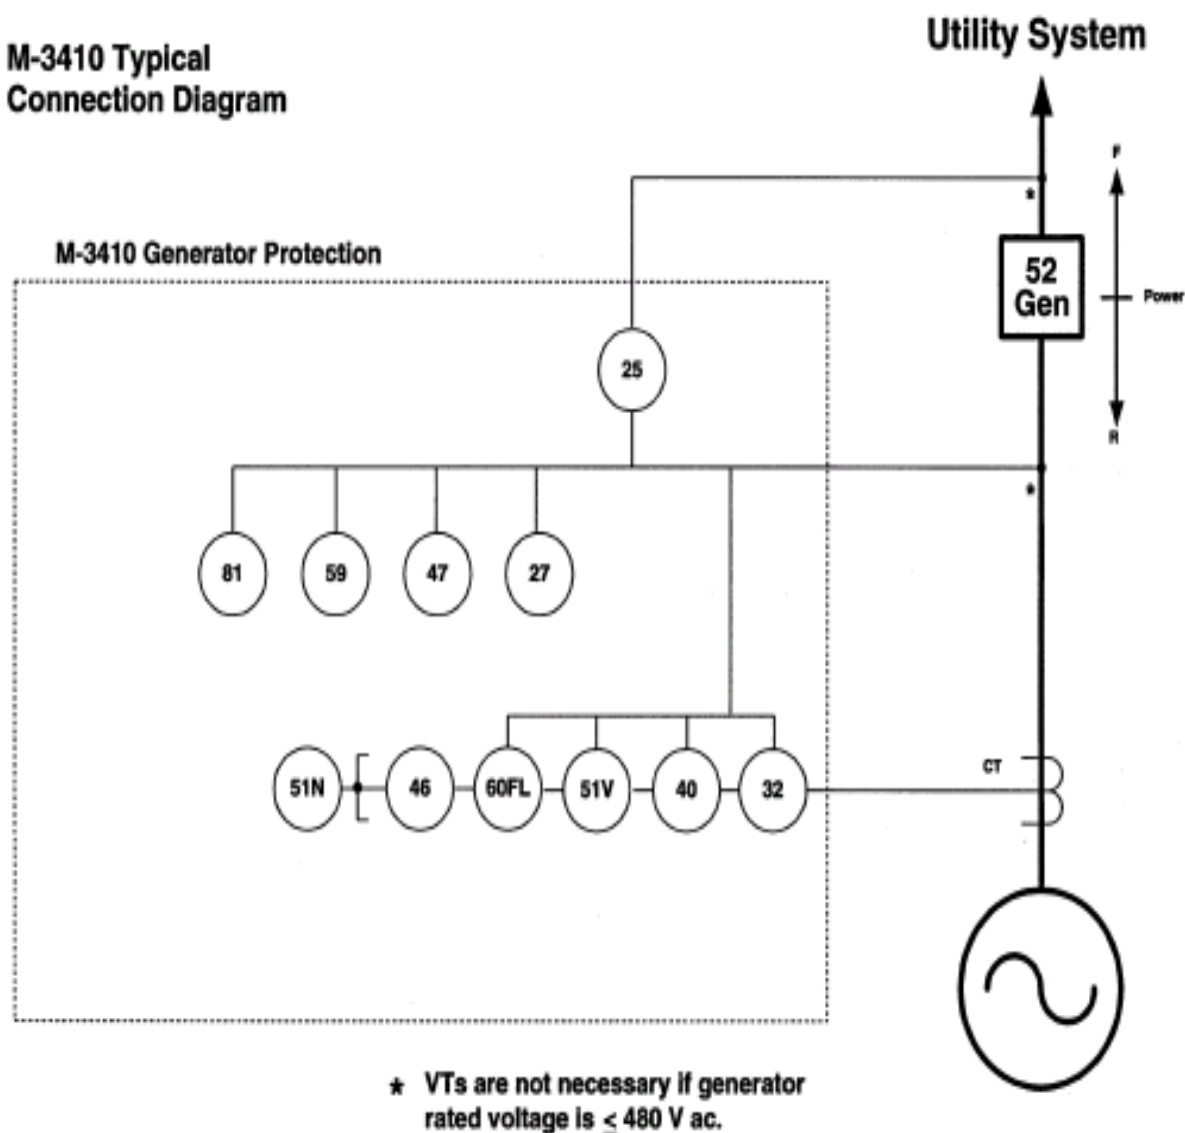 Utility System
M-3410 Typical
Connection Diagram
F
*
M-3410 Generator Protection
52
Gen
Power
25
R
*
81
59
47
27
CT
51N
46
60FL
51V
40
32
* VTs are not necessary if generator
rated voltage is ≤ 480 V ac.